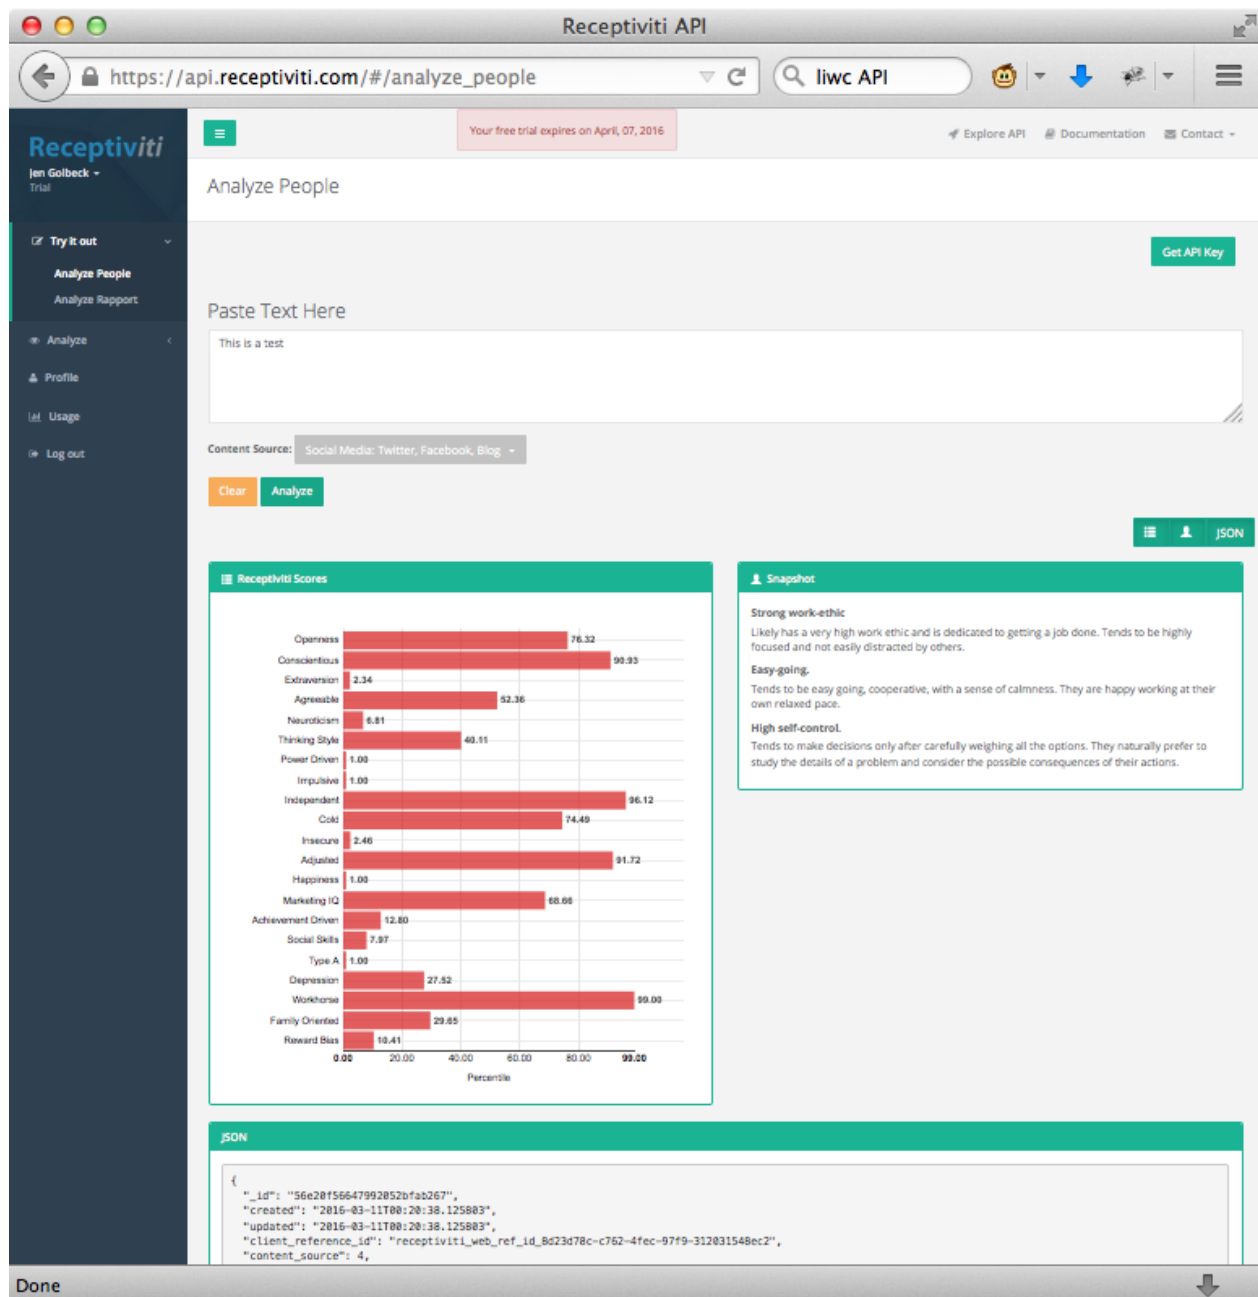 Receptiviti API
https://api.receptiviti.com/#/analyze_people
liwc API
Receptiviti
Jen Golbeck
Trial
Your free trial expires on April, 07, 2016
Explore API Documentation Contact
Analyze People
Try it out
Analyze People
Analyze Rapport
Analyze
Profile
Usage
Log out
Get API Key
Paste Text Here
This is a test
Content Source: Social Media: Twitter, Facebook, Blog
Clear Analyze
JSON
Receptiviti Scores
Openness 76.32
Conscientious 90.93
Extraversion 2.34
Agreeable 52.36
Neuroticism 6.81
Thinking Style 40.11
Power Driven 1.00
Impulsive 1.00
Independent 96.12
Cold 74.49
Insecure 2.46
Adjusted 91.72
Happiness 1.00
Marketing IQ 68.66
Achievement Driven 12.80
Social Skills 7.97
Type A 1.00
Depression 27.52
Workhorse 99.00
Family Oriented 29.65
Reward Bias 10.41
0.00 20.00 40.00 60.00 80.00 99.00
Percentile
Snapshot
Strong work-ethic
Likely has a very high work ethic and is dedicated to getting a job done. Tends to be highly
focused and not easily distracted by others.
Easy-going.
Tends to be easy going, cooperative, with a sense of calmness. They are happy working at their
own relaxed pace.
High self-control.
Tends to make decisions only after carefully weighing all the options. They naturally prefer to
study the details of a problem and consider the possible consequences of their actions.
JSON
{
"_id": "56e20f56647992052bfab267",
"created": "2016-03-11T00:20:38.125803",
"updated": "2016-03-11T00:20:38.125803",
"client_reference_id": "receptiviti_web_ref_id_8d23d78c-c762-4fec-97f9-312031548ec2",
"content_source": 4,
Done